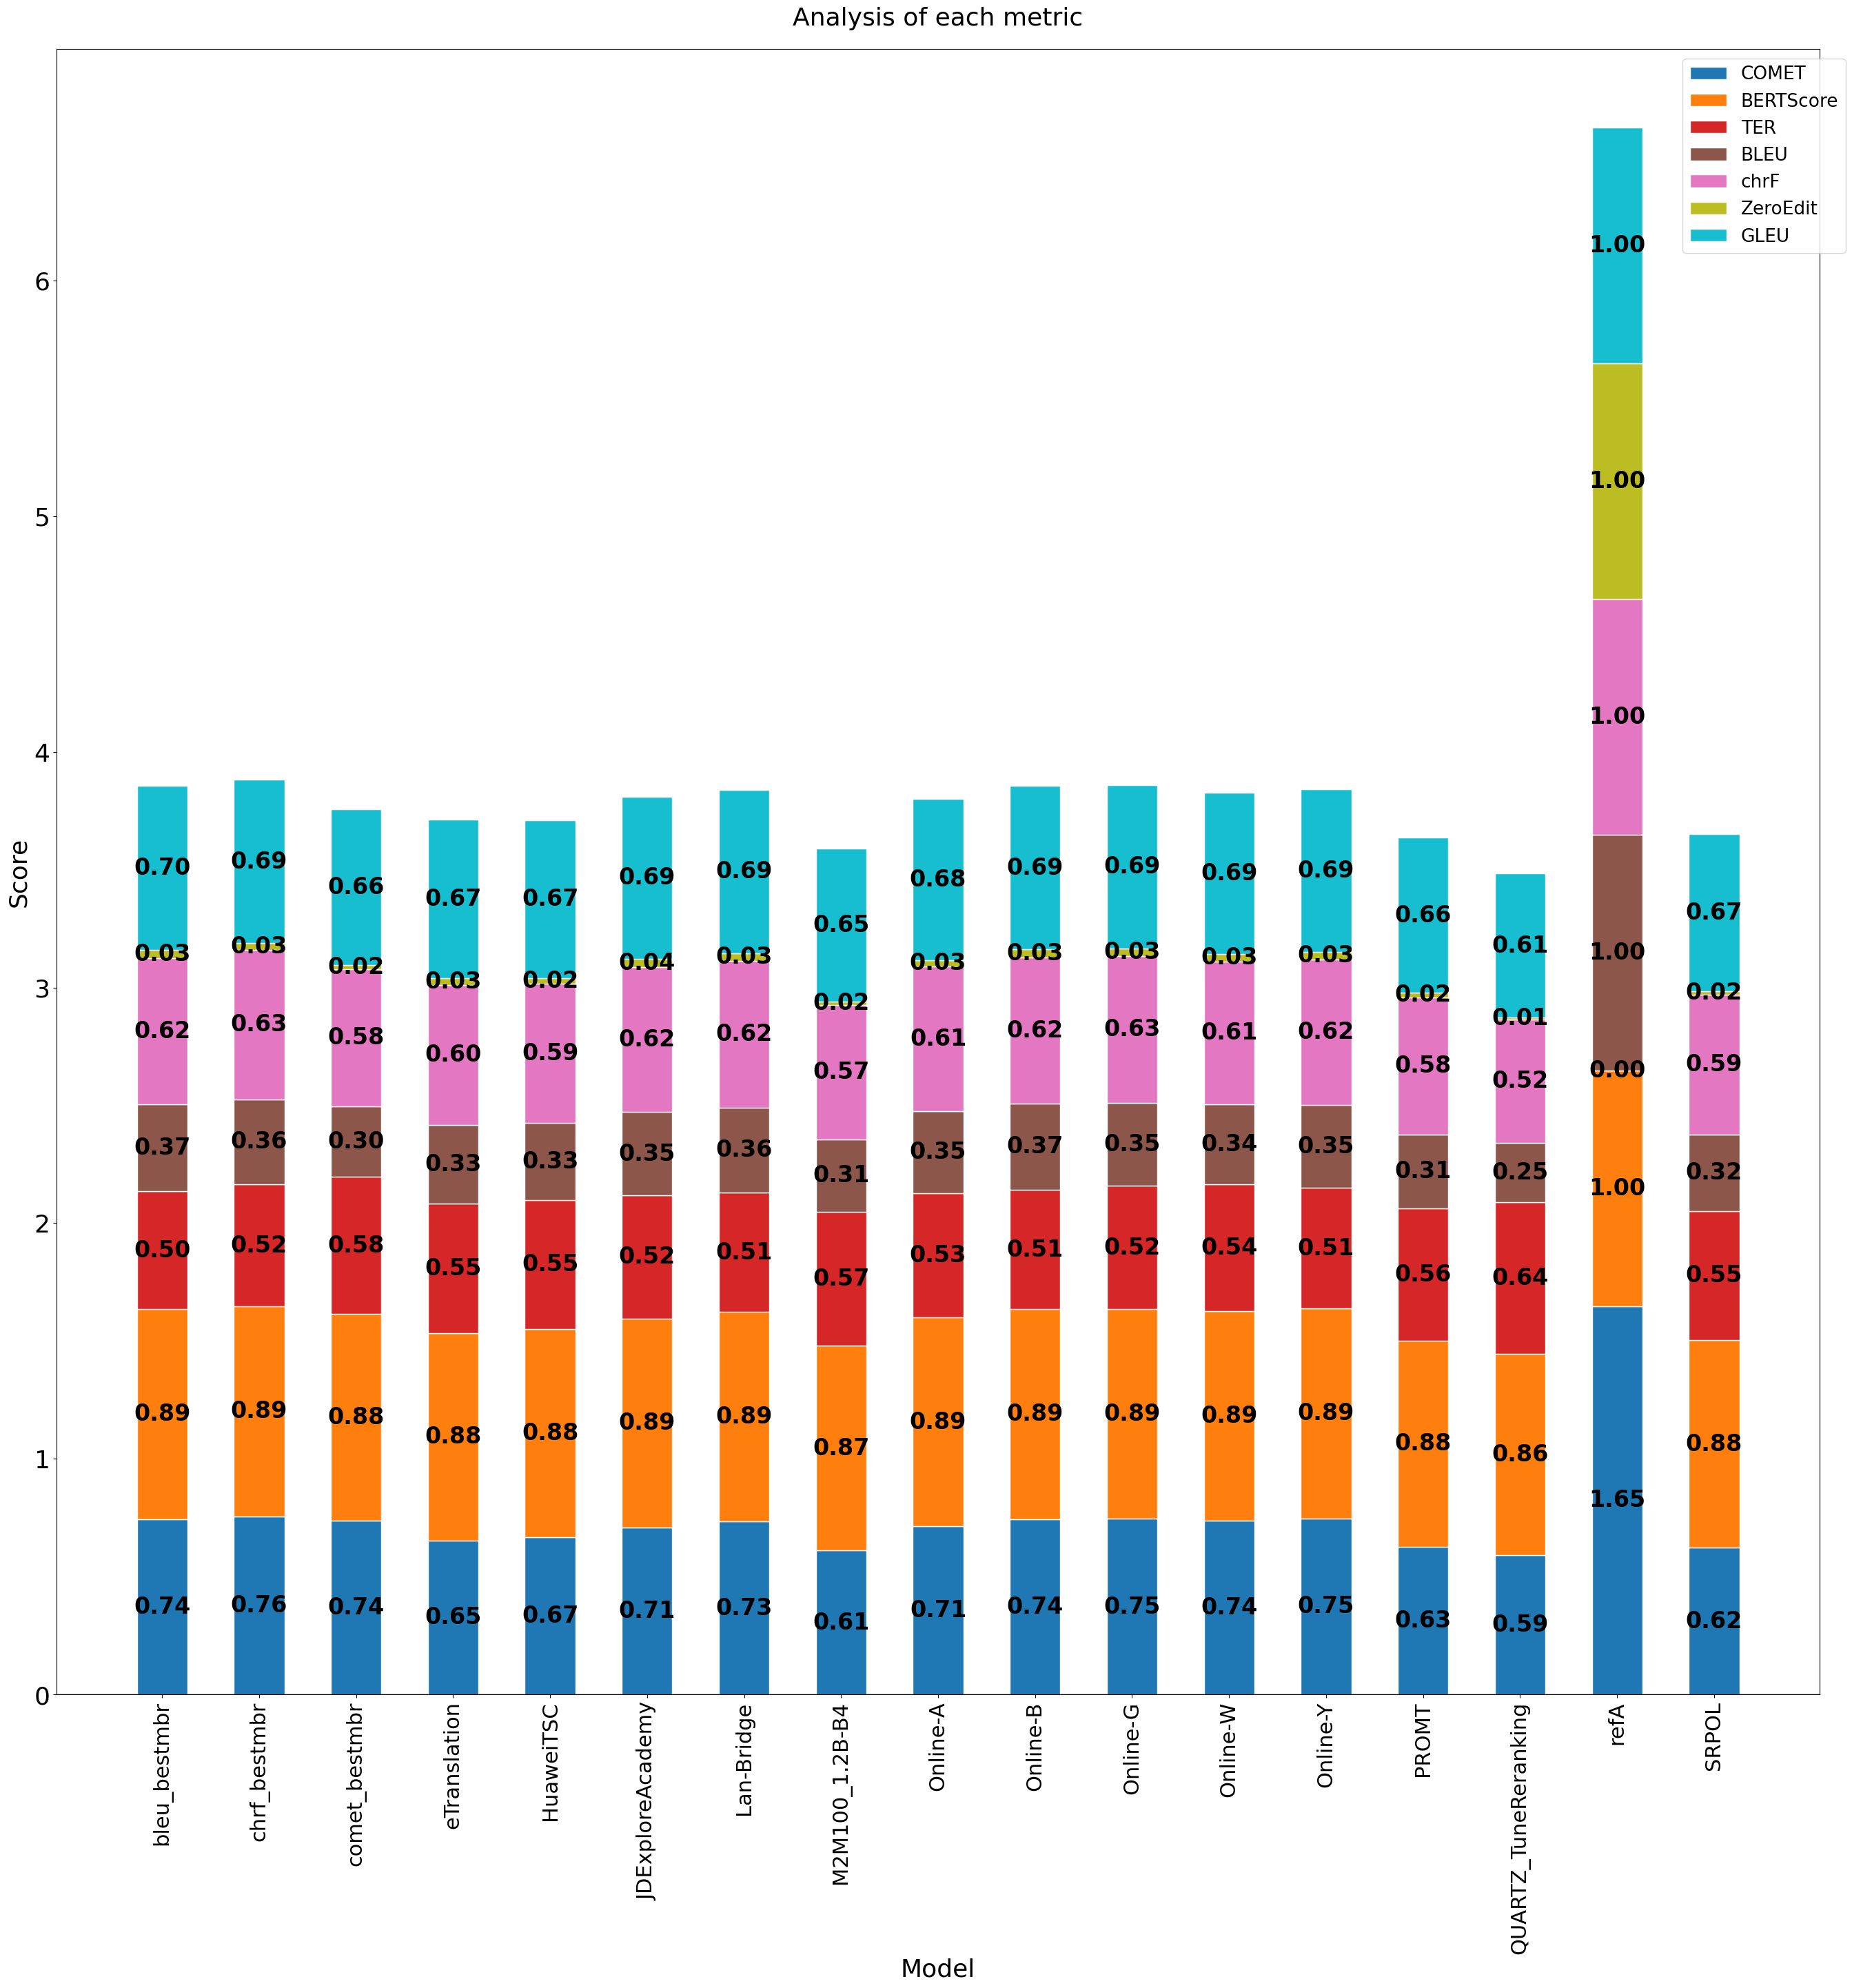 Analysis of each metric
COMET
BERTScore
TER
BLEU
chrF
ZeroEdit
GLEU
Score
6
5
4
3
2
1
0
0.70 0.69 0.66 0.67 0.67 0.69 0.69 0.65 0.68 0.69 0.69 0.69 0.69 0.66 0.61 1.00 0.67
0.03 0.03 0.02 0.03 0.02 0.04 0.03 0.02 0.03 0.03 0.03 0.03 0.03 0.02 0.01 1.00 0.02
0.62 0.63 0.58 0.60 0.59 0.62 0.62 0.57 0.61 0.62 0.63 0.61 0.62 0.58 0.52 1.00 0.59
0.37 0.36 0.30 0.33 0.33 0.35 0.36 0.31 0.35 0.37 0.35 0.34 0.35 0.31 0.25 1.00 0.32
0.50 0.52 0.58 0.55 0.55 0.52 0.51 0.57 0.53 0.51 0.52 0.54 0.51 0.56 0.64 0.00 0.55
0.89 0.89 0.88 0.88 0.88 0.89 0.89 0.87 0.89 0.89 0.89 0.89 0.89 0.88 0.86 1.00 0.88
0.74 0.76 0.74 0.65 0.67 0.71 0.73 0.61 0.71 0.74 0.75 0.74 0.75 0.63 0.59 1.65 0.62
bleu_bestmbr
chrf_bestmbr
comet_bestmbr
eTranslation
HuaweiTSC
JDExploreAcademy
Lan-Bridge
M2M100_1.2B-B4
Online-A
Online-B
Online-G
Online-W
Online-Y
PROMT
QUARTZ_TuneReranking
refA
SRPOL
Model